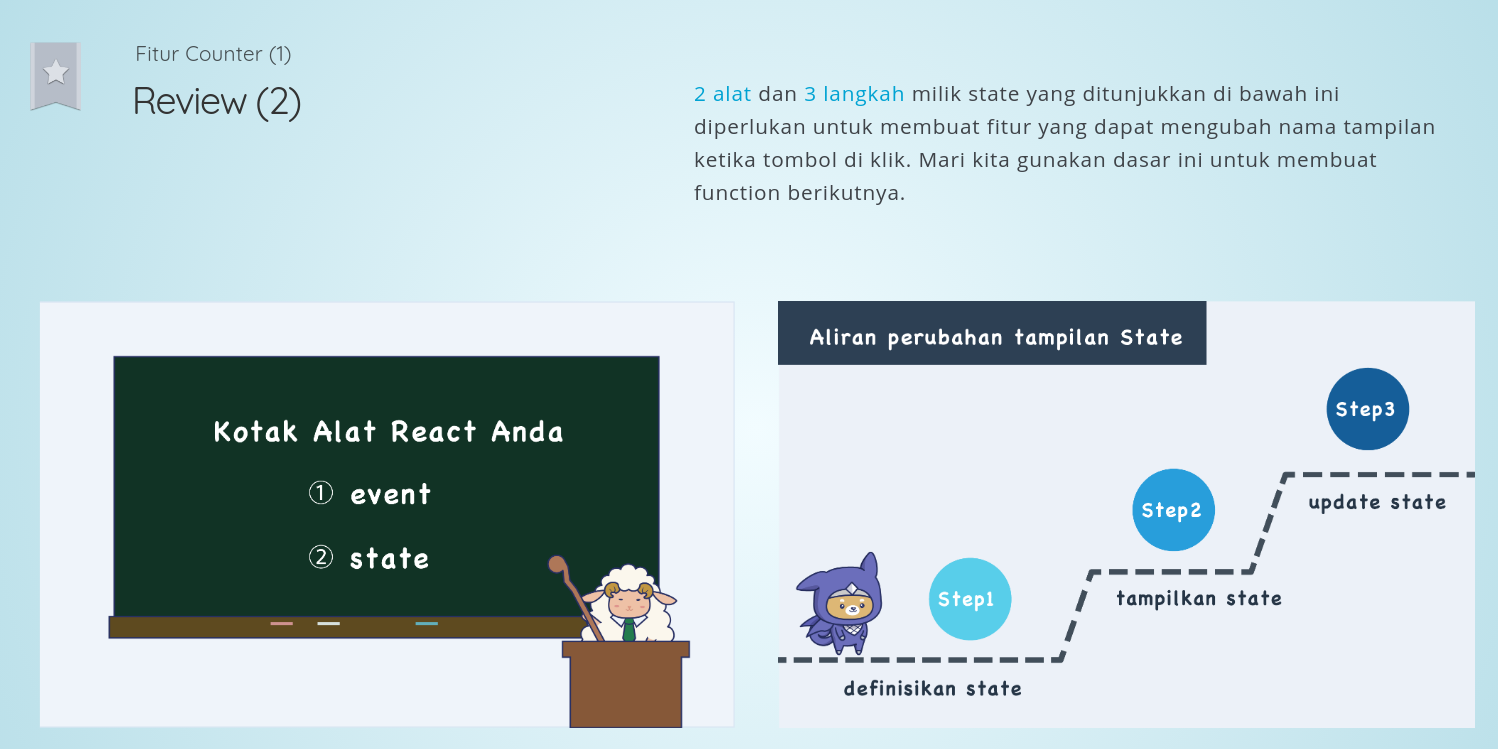 Fitur Counter (1)
Review (2)
2 alat dan 3 langkah milik state yang ditunjukkan di bawah ini
diperlukan untuk membuat fitur yang dapat mengubah nama tampilan
ketika tombol di klik. Mari kita gunakan dasar ini untuk membuat
function berikutnya.
Kotak Alat React Anda
① event
② state
Aliran perubahan tampilan State
Step1
definisikan state
Step2
tampilkan state
Step3
update state